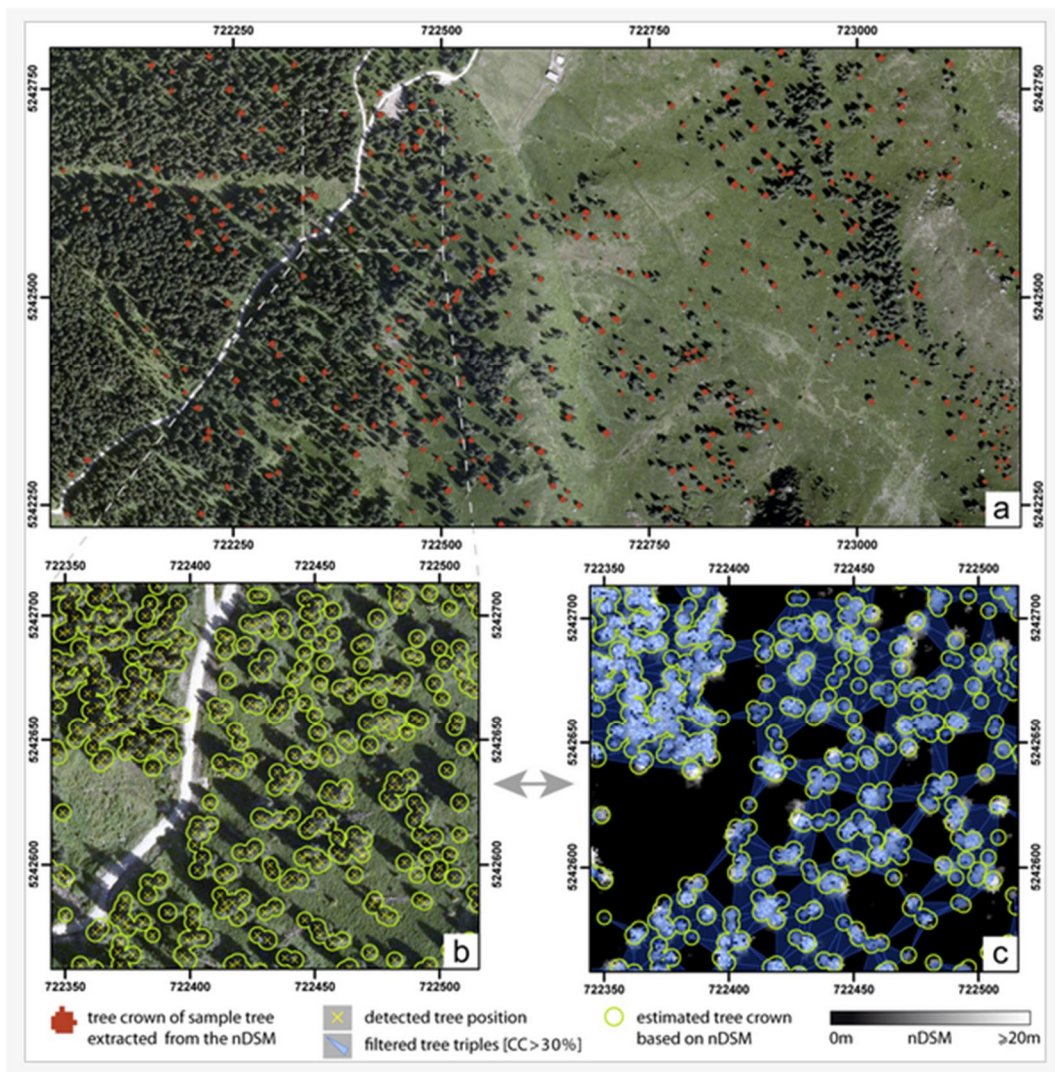 722250 722500 722750 723000
5242750 5242750
5242500 5242500
5242250 5242250
a
722250 722500 722750 723000
722350 722400 722450 722500
722350 722400 722450 722500
5242700 5242700 5242700
5242650 5242650 5242650
5242600 5242600 5242600
b
c
722350 722400 722450 722500
722350 722400 722450 722500
tree crown of sample tree
extracted from the nDSM
detected tree position
filtered tree triples [CC>30%]
estimated tree crown
based on nDSM
0m nDSM ⩾20m